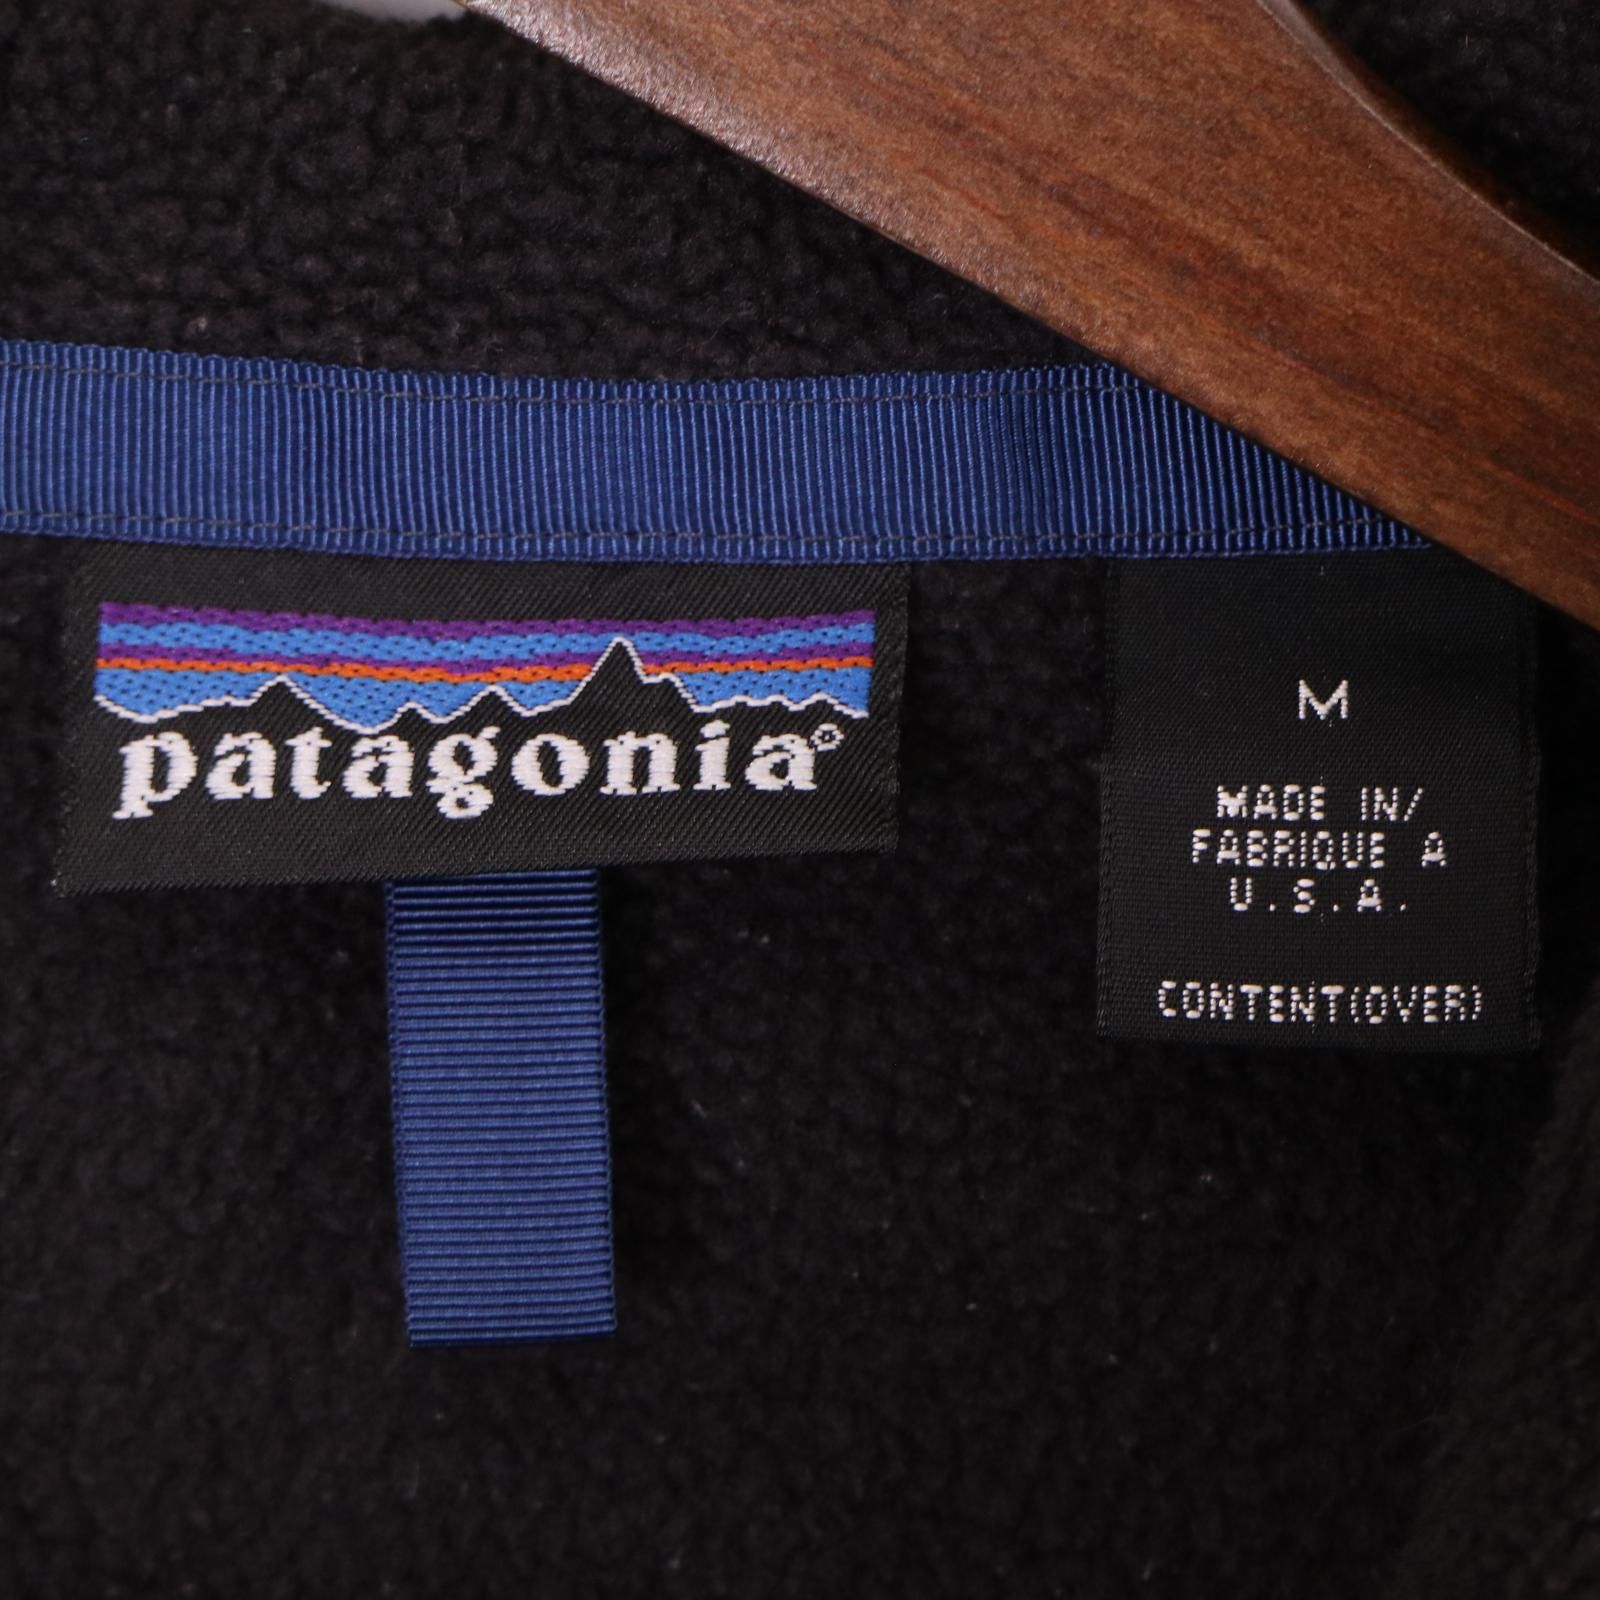 patagonia®
M
MADE IN/
FABRIQUE A
U.S.A.
CONTENT(OVER)